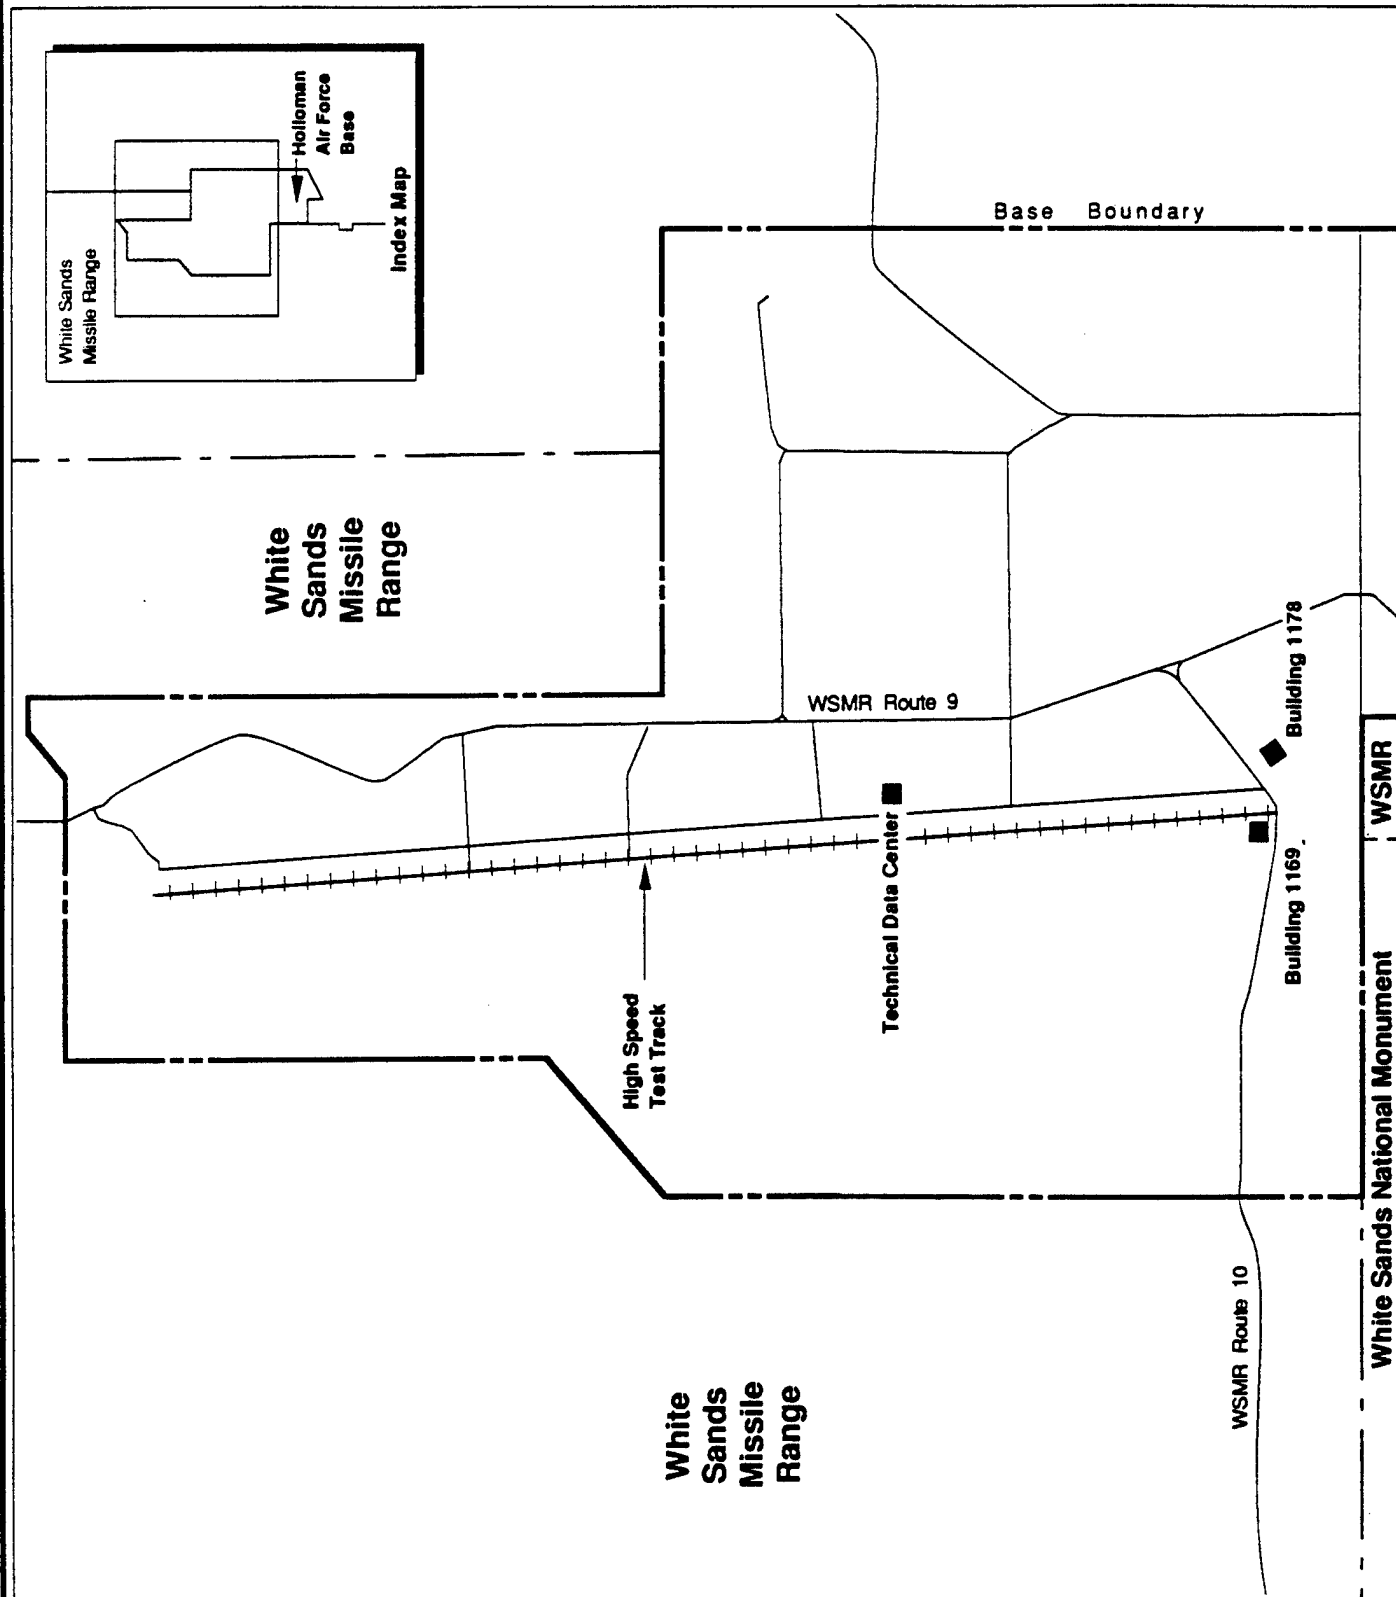 White Sands
Missile Range
Holloman
Air Force
Base
Index Map
White
Sands
Missile
Range
Base Boundary
WSMR Route 9
High Speed
Test Track
Technical Data Center
Building 1178
Building 1169
WSMR
White Sands National Monument
WSMR Route 10
White
Sands
Missile
Range